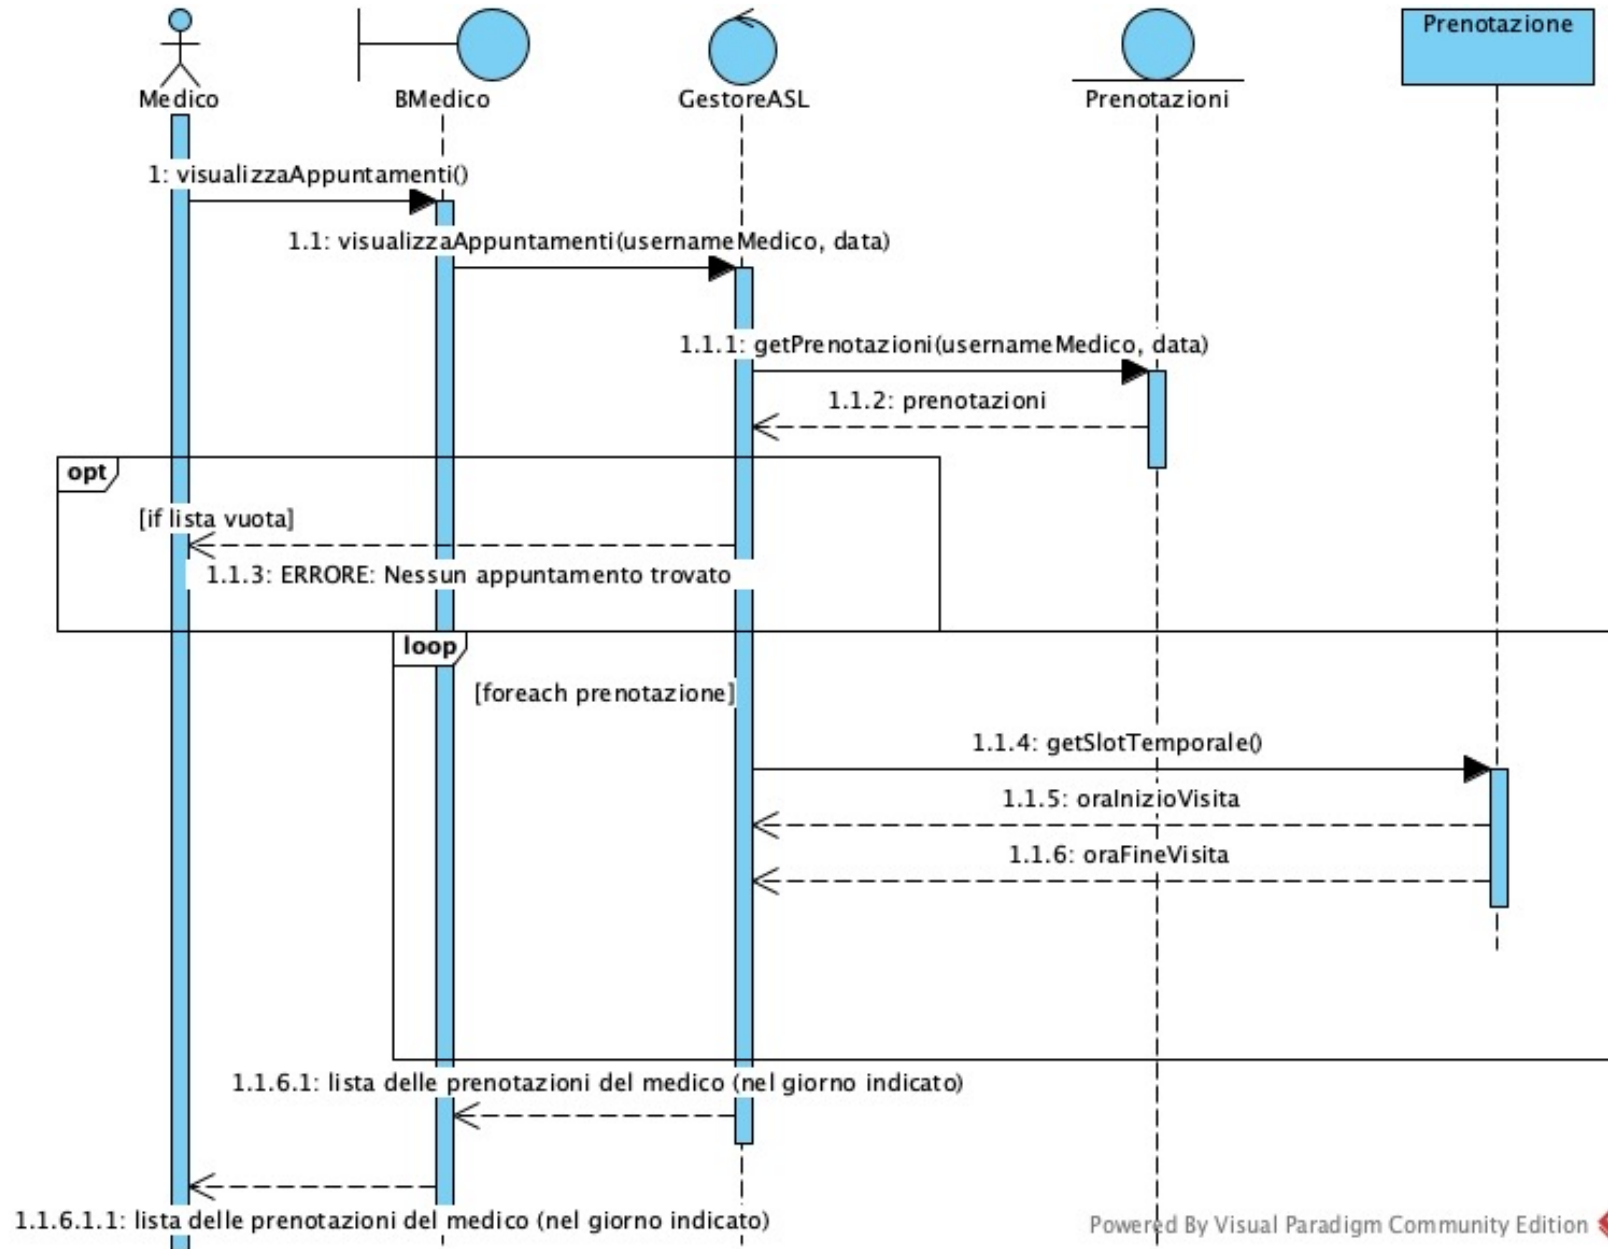 Prenotazione
Medico
BMedico
GestoreASL
Prenotazioni
1: visualizzaAppuntamenti()
1.1: visualizzaAppuntamenti(usernameMedico, data)
1.1.1: getPrenotazioni(usernameMedico, data)
1.1.2: prenotazioni
opt
[if lista vuota]
1.1.3: ERRORE: Nessun appuntamento trovato
loop
[foreach prenotazione]
1.1.4: getSlotTemporale()
1.1.5: oraInizioVisita
1.1.6: oraFineVisita
1.1.6.1: lista delle prenotazioni del medico (nel giorno indicato)
1.1.6.1.1: lista delle prenotazioni del medico (nel giorno indicato)
Powered By Visual Paradigm Community Edition